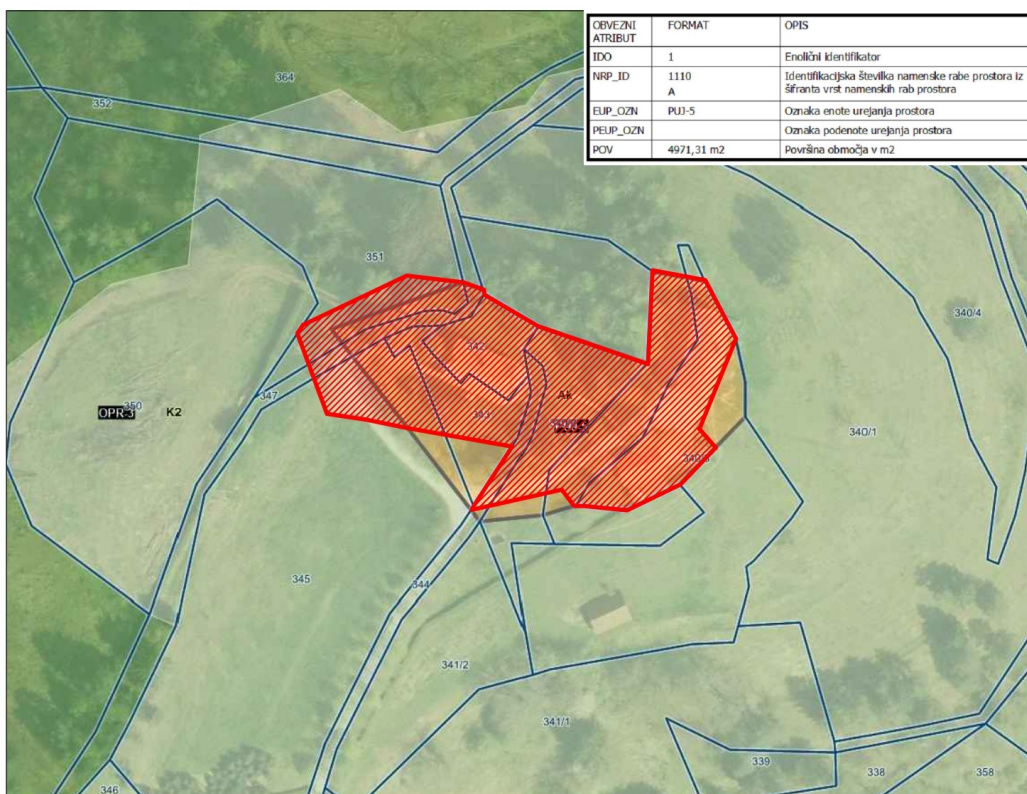 OBVEZNI ATRIBUT FORMAT OPIS
IDO 1 Enolični identifikator
NRP_ID 1110 A Identifikacijska številka namenske rabe prostora iz šifranta vrst namenskih rab prostora
EUP_OZN PUJ-5 Oznaka enote urejanja prostora
PEUP_OZN Oznaka podenote urejanja prostora
POV 4971,31 m2 Površina območja v m2
364
352
351
340/4
342
Ak
347
OPR-3 350 K2
343
340/1
345
344
341/2
341/1
339
338
358
346